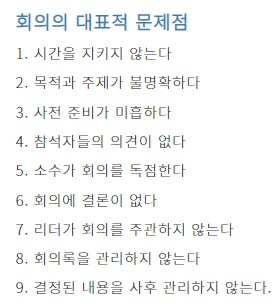 회의의 대표적 문제점
1. 시간을 지키지 않는다
2. 목적과 주제가 불명확하다
3. 사전 준비가 미흡하다
4. 참석자들의 의견이 없다
5. 소수가 회의를 독점한다
6. 회의에 결론이 없다
7. 리더가 회의를 주관하지 않는다
8. 회의록을 관리하지 않는다
9. 결정된 내용을 사후 관리하지 않는다.